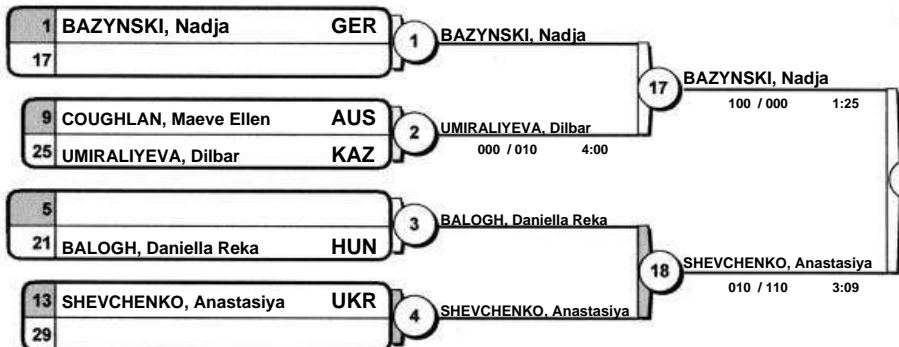 1 BAZYNSKI, Nadja GER
17
1 BAZYNSKI, Nadja
9 COUGHLAN, Maeve Ellen AUS
25 UMIRALIYEVA, Dilbar KAZ
2 UMIRALIYEVA, Dilbar
000 / 010 4:00
17 BAZYNSKI, Nadja
100 / 000 1:25
5
21 BALOGH, Daniella Reka HUN
3 BALOGH, Daniella Reka
13 SHEVCHENKO, Anastasiya UKR
29
4 SHEVCHENKO, Anastasiya
18 SHEVCHENKO, Anastasiya
010 / 110 3:09